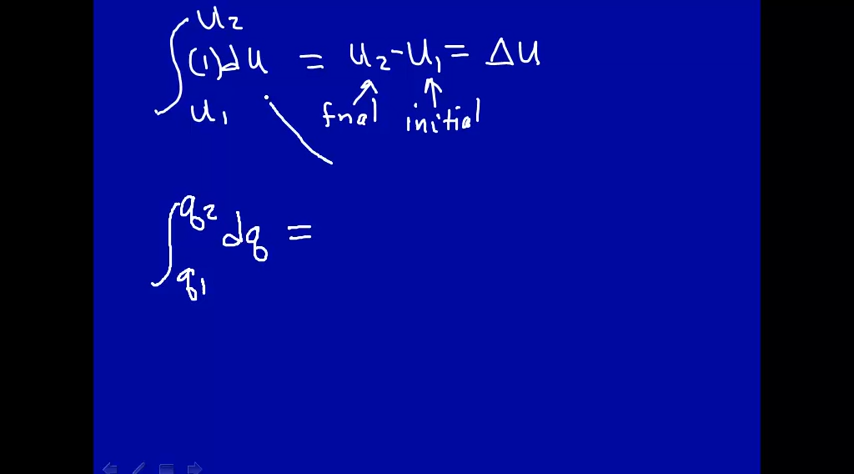 ∫_{U₁}^{U₂} (1)dU = U₂ - U₁ = ΔU
fnal initial
∫_{q₁}^{q₂} dq =